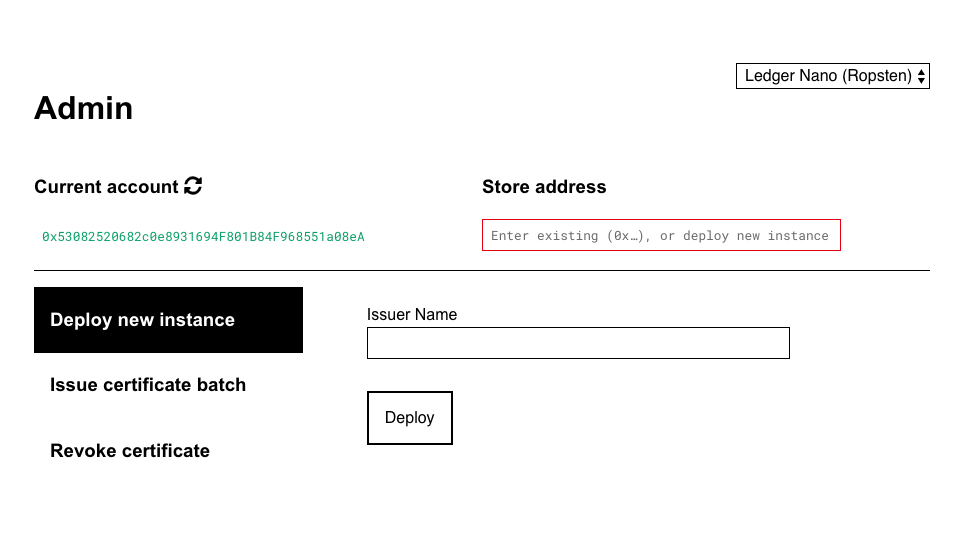 Ledger Nano (Ropsten)
Admin
Current account
Store address
0x53082520682c0e8931694F801B84F968551a08eA
Enter existing (0x…), or deploy new instance
Deploy new instance
Issuer Name
Issue certificate batch
Deploy
Revoke certificate